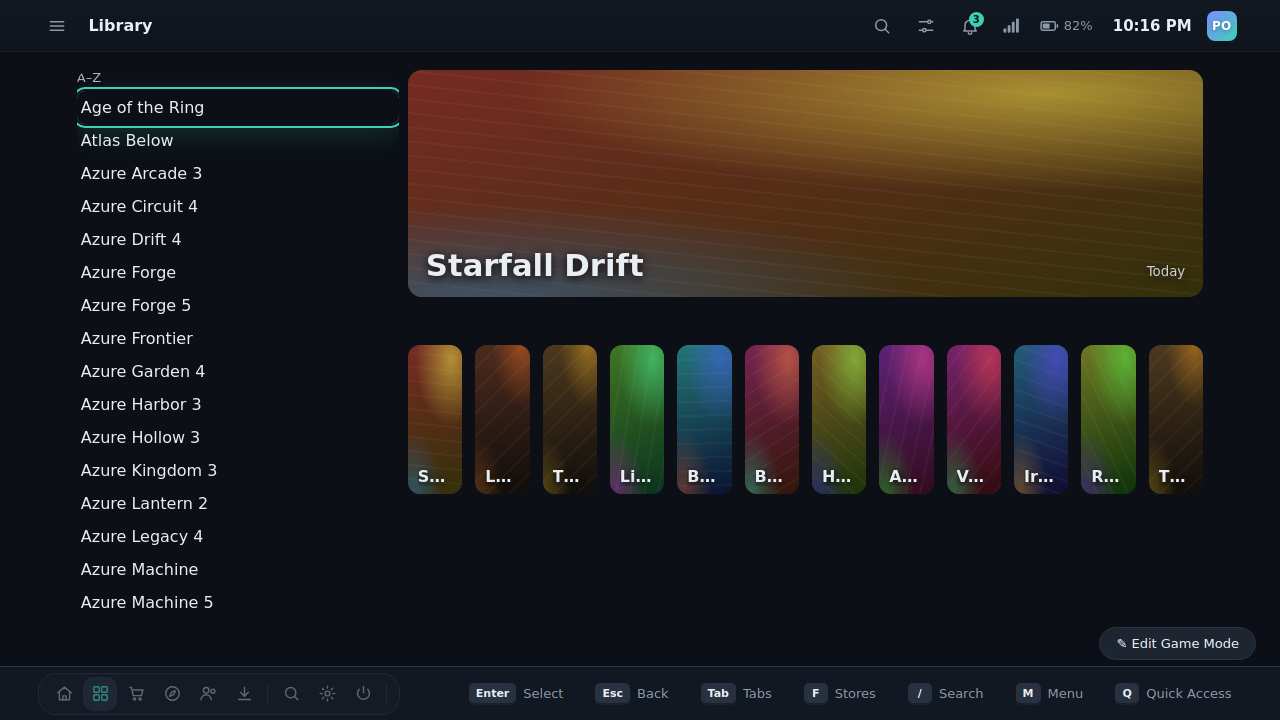 Library
3
82%
10:16 PM
PO
A–Z
Age of the Ring
Atlas Below
Azure Arcade 3
Azure Circuit 4
Azure Drift 4
Azure Forge
Azure Forge 5
Azure Frontier
Azure Garden 4
Azure Harbor 3
Azure Hollow 3
Azure Kingdom 3
Azure Lantern 2
Azure Legacy 4
Azure Machine
Azure Machine 5
Starfall Drift
Today
S…
L…
T…
Li…
B…
B…
H…
A…
V…
Ir…
R…
T…
✎ Edit Game Mode
Enter Select
Esc Back
Tab Tabs
F Stores
/ Search
M Menu
Q Quick Access